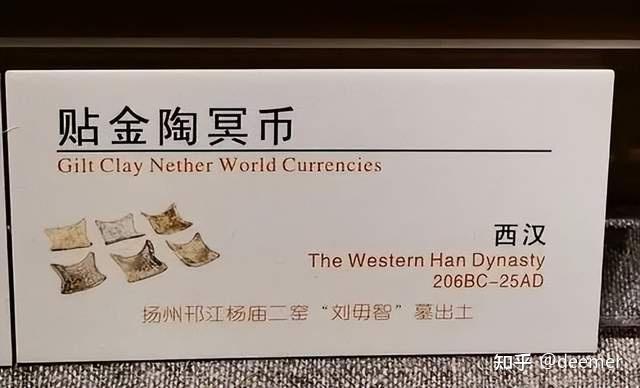 贴金陶冥币
Gilt Clay Nether World Currencies
西汉
The Western Han Dynasty
206BC-25AD
扬州邗江杨庙二窑“刘毋智”墓出土
知乎 @deemeh